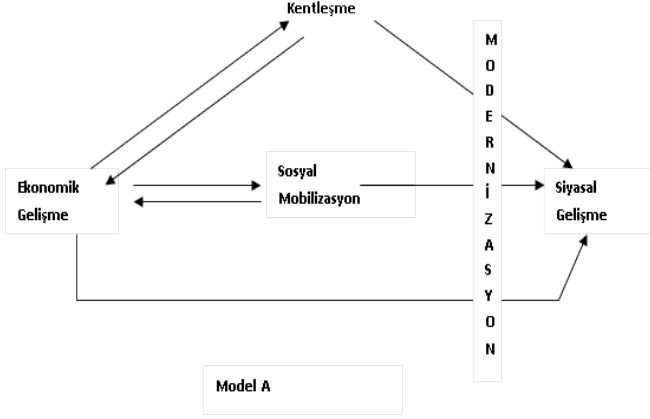 Kentleşme
M
O
D
E
R
N
İ
Z
A
S
Y
O
N
Ekonomik
Gelişme
Sosyal
Mobilizasyon
Siyasal
Gelişme
Model A